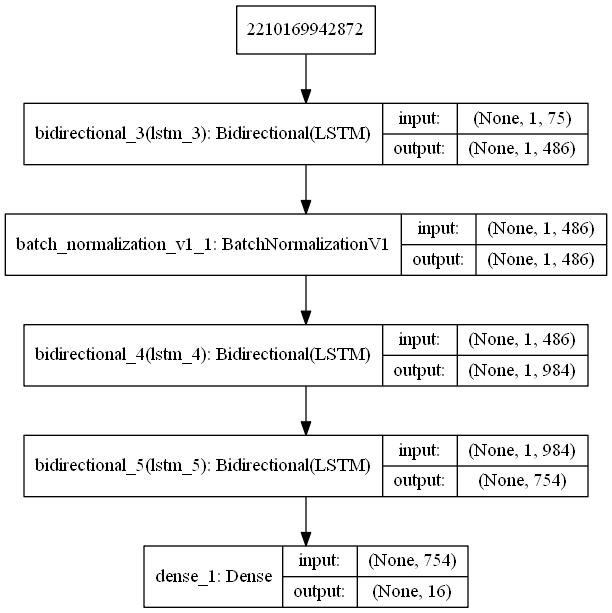 2210169942872
bidirectional_3(lstm_3): Bidirectional(LSTM)
input: (None, 1, 75)
output: (None, 1, 486)
batch_normalization_v1_1: BatchNormalizationV1
input: (None, 1, 486)
output: (None, 1, 486)
bidirectional_4(lstm_4): Bidirectional(LSTM)
input: (None, 1, 486)
output: (None, 1, 984)
bidirectional_5(lstm_5): Bidirectional(LSTM)
input: (None, 1, 984)
output: (None, 754)
dense_1: Dense
input: (None, 754)
output: (None, 16)